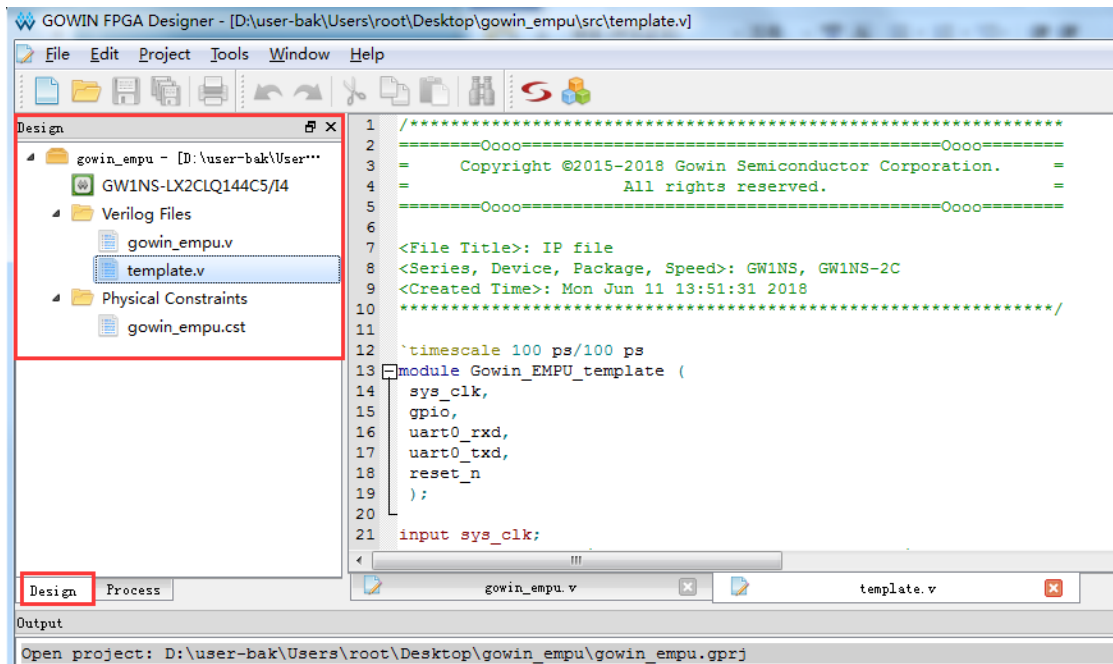 GOWIN FPGA Designer - [D:\user-bak\Users\root\Desktop\gowin_empu\src\template.v]
File Edit Project Tools Window Help
Design
gowin_empu - [D:\user-bak\User···
GW1NS-LX2CLQ144C5/I4
Verilog Files
gowin_empu.v
template.v
Physical Constraints
gowin_empu.cst
Design Process
1 /****************************************************************
2 ========Oooo=========================================Oooo========
3 = Copyright ©2015-2018 Gowin Semiconductor Corporation. =
4 = All rights reserved. =
5 ========Oooo=========================================Oooo========
6
7 <File Title>: IP file
8 <Series, Device, Package, Speed>: GW1NS, GW1NS-2C
9 <Created Time>: Mon Jun 11 13:51:31 2018
10 ****************************************************************/
11
12 `timescale 100 ps/100 ps
13 module Gowin_EMPU_template (
14 sys_clk,
15 gpio,
16 uart0_rxd,
17 uart0_txd,
18 reset_n
19 );
20
21 input sys_clk;
gowin_empu.v template.v
Output
Open project: D:\user-bak\Users\root\Desktop\gowin_empu\gowin_empu.gprj